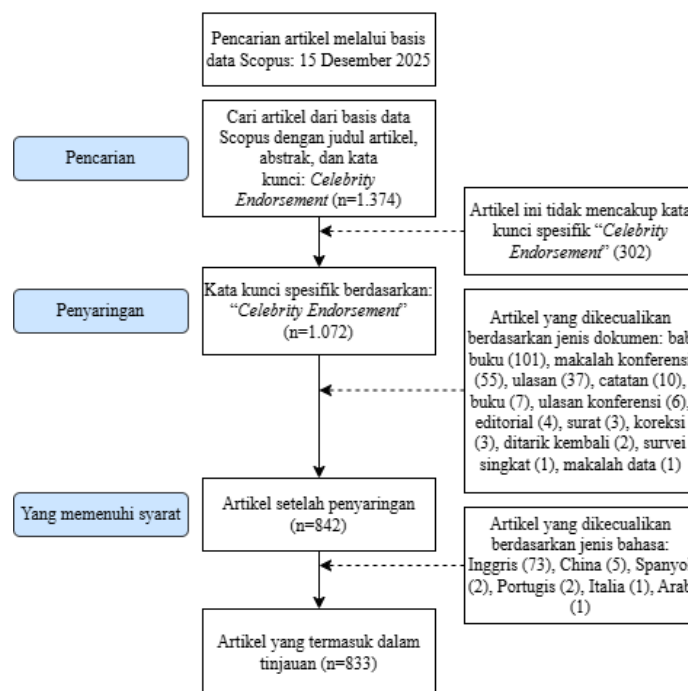 Pencarian artikel melalui basis
data Scopus: 15 Desember 2025
Pencarian
Cari artikel dari basis data
Scopus dengan judul artikel,
abstrak, dan kata
kunci: Celebrity
Endorsement (n=1.374)
Artikel ini tidak mencakup kata
kunci spesifik “Celebrity
Endorsement” (302)
Penyaringan
Kata kunci spesifik berdasarkan:
“Celebrity Endorsement”
(n=1.072)
Artikel yang dikecualikan
berdasarkan jenis dokumen: bab
buku (101), makalah konferensi
(55), ulasan (37), catatan (10),
buku (7), ulasan konferensi (6),
editorial (4), surat (3), koreksi
(3), ditarik kembali (2), survei
singkat (1), makalah data (1)
Yang memenuhi syarat
Artikel setelah penyaringan
(n=842)
Artikel yang dikecualikan
berdasarkan jenis bahasa:
Inggris (73), China (5), Spanyol
(2), Portugis (2), Italia (1), Arab
(1)
Artikel yang termasuk dalam
tinjauan (n=833)